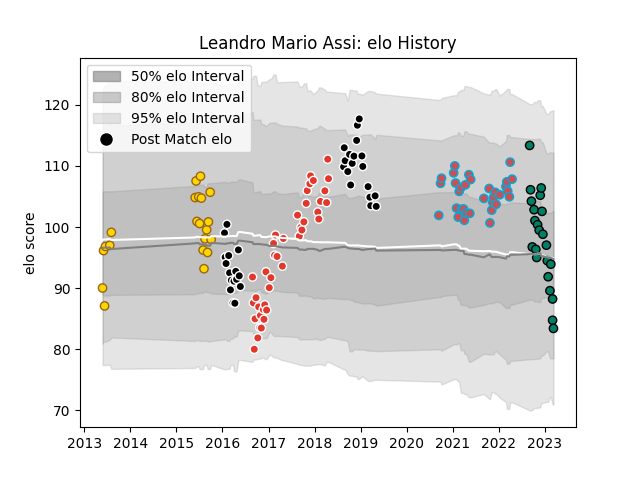 Leandro Mario Assi: elo History
50% elo Interval
80% elo Interval
95% elo Interval
Post Match elo
elo score
120
110
100
90
80
70
2013 2014 2015 2016 2017 2018 2019 2020 2021 2022 2023